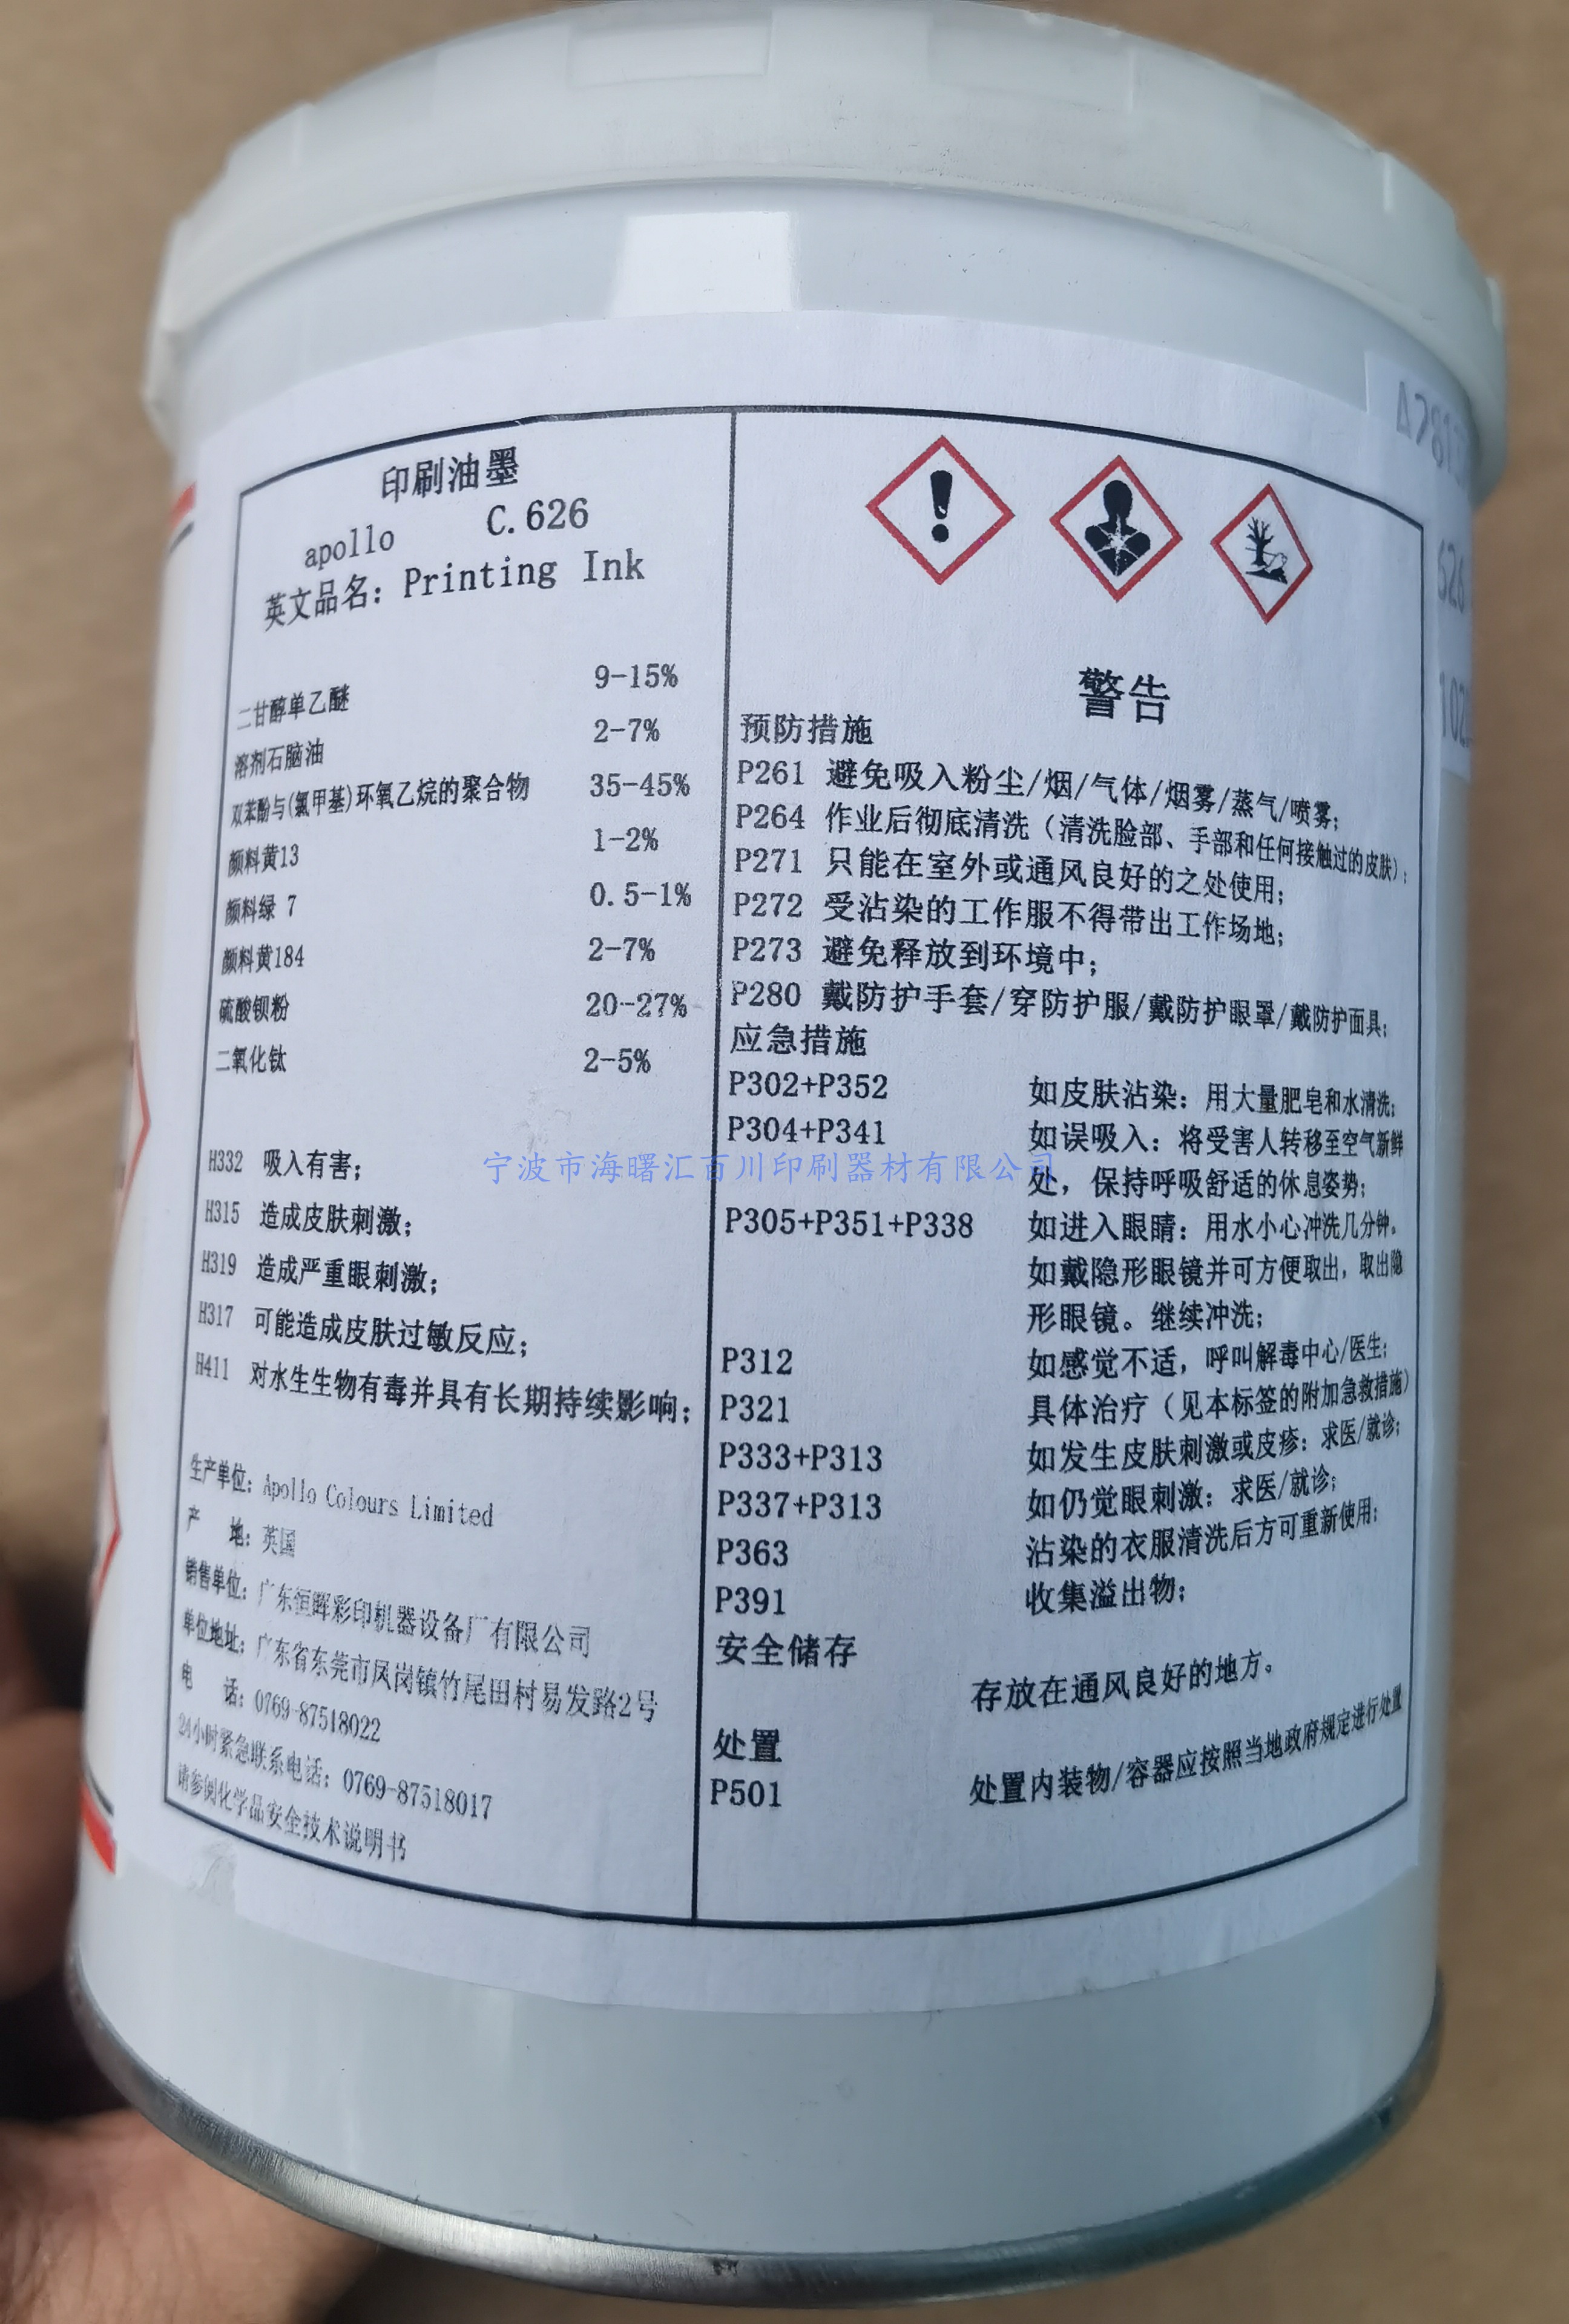 印刷油墨
apollo C.626
英文品名: Printing Ink
二甘醇单乙醚 9-15%
溶剂石脑油 2-7%
双苯酚与(氯甲基)环氧乙烷的聚合物 35-45%
颜料黄13 1-2%
颜料绿 7 0.5-1%
颜料黄184 2-7%
硫酸钡粉 20-27%
二氧化钛 2-5%
H332 吸入有害;
H315 造成皮肤刺激;
H319 造成严重眼刺激;
H317 可能造成皮肤过敏反应;
H411 对水生生物有毒并具有长期持续影响;
生产单位: Apollo Colours Limited
产 地: 英国
销售单位: 广东恒晖彩印机器设备厂有限公司
单位地址: 广东省东莞市凤岗镇竹尾田村易发路2号
电 话: 0769-87518022
24小时紧急联系电话: 0769-87518017
请参阅化学品安全技术说明书
警告
预防措施
P261 避免吸入粉尘/烟/气体/烟雾/蒸气/喷雾;
P264 作业后彻底清洗（清洗脸部、手部和任何接触过的皮肤）;
P271 只能在室外或通风良好的之处使用;
P272 受沾染的工作服不得带出工作场地;
P273 避免释放到环境中;
P280 戴防护手套/穿防护服/戴防护眼罩/戴防护面具;
应急措施
P302+P352 如皮肤沾染: 用大量肥皂和水清洗;
P304+P341 如误吸入: 将受害人转移至空气新鲜
处, 保持呼吸舒适的休息姿势;
P305+P351+P338 如进入眼睛: 用水小心冲洗几分钟。
如戴隐形眼镜并可方便取出, 取出隐
形眼镜。继续冲洗;
P312 如感觉不适, 呼叫解毒中心/医生;
P321 具体治疗（见本标签的附加急救措施）
P333+P313 如发生皮肤刺激或皮疹: 求医/就诊;
P337+P313 如仍觉眼刺激: 求医/就诊;
P363 沾染的衣服清洗后方可重新使用;
P391 收集溢出物;
安全储存
存放在通风良好的地方。
处置
P501 处置内装物/容器应按照当地政府规定进行处置
宁波市海曙汇百川印刷器材有限公司
626